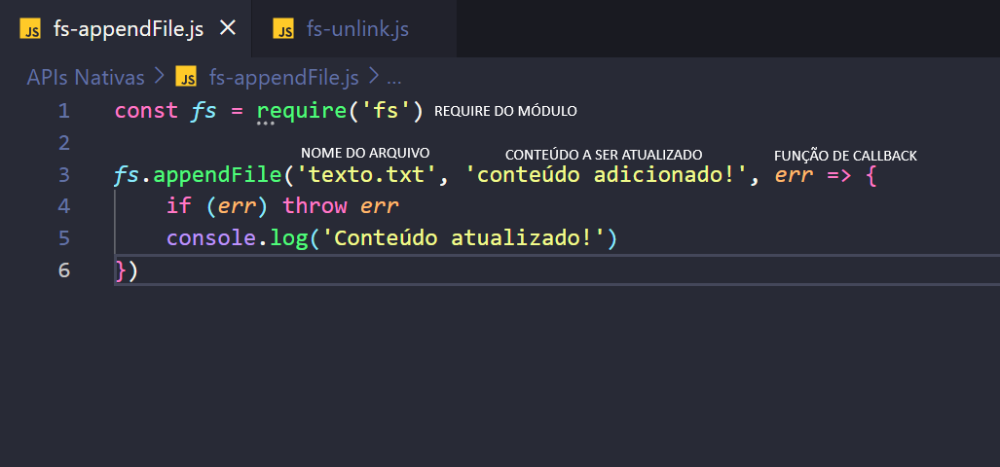 JS fs-appendFile.js × JS fs-unlink.js
APIs Nativas > JS fs-appendFile.js > ...
1 const fs = require('fs') REQUIRE DO MÓDULO
2
NOME DO ARQUIVO CONTEÚDO A SER ATUALIZADO FUNÇÃO DE CALLBACK
3 fs.appendFile('texto.txt', 'conteúdo adicionado!', err => {
4 if (err) throw err
5 console.log('Conteúdo atualizado!')
6 })